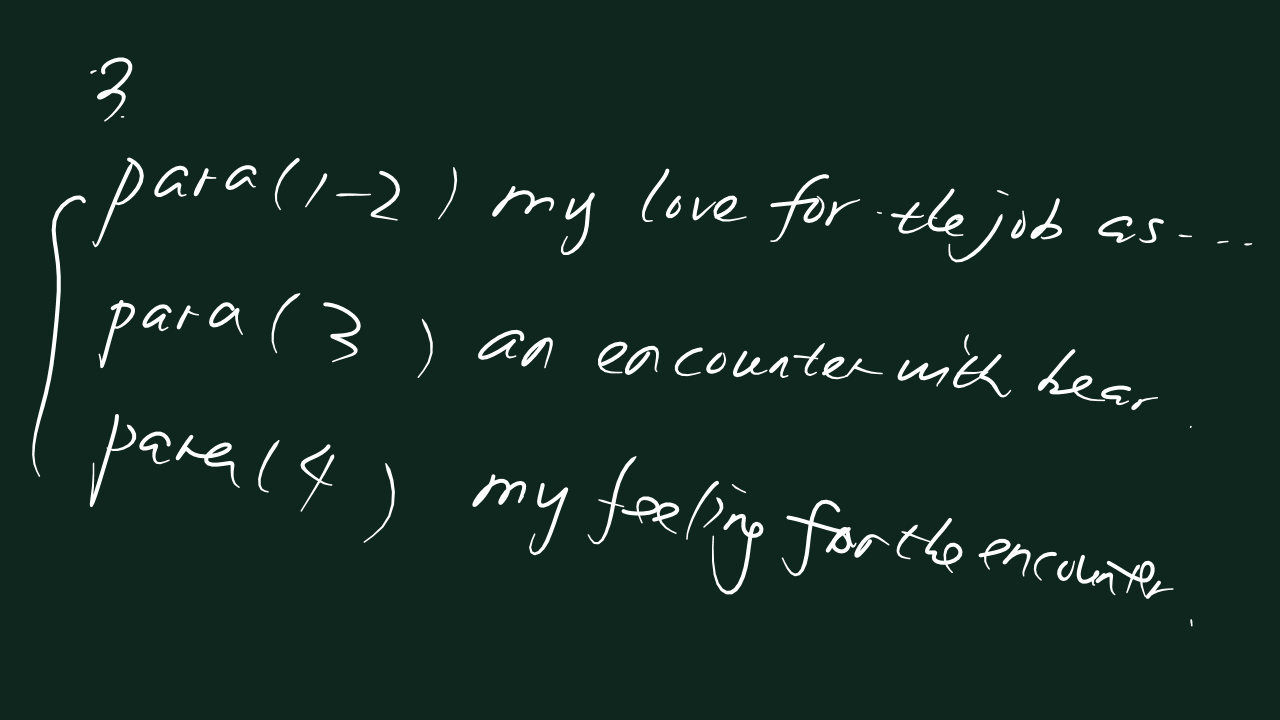 3
para(1-2) my love for the job as----
para(3) an encounter with bear.
para(4) my feeling for the encounter.